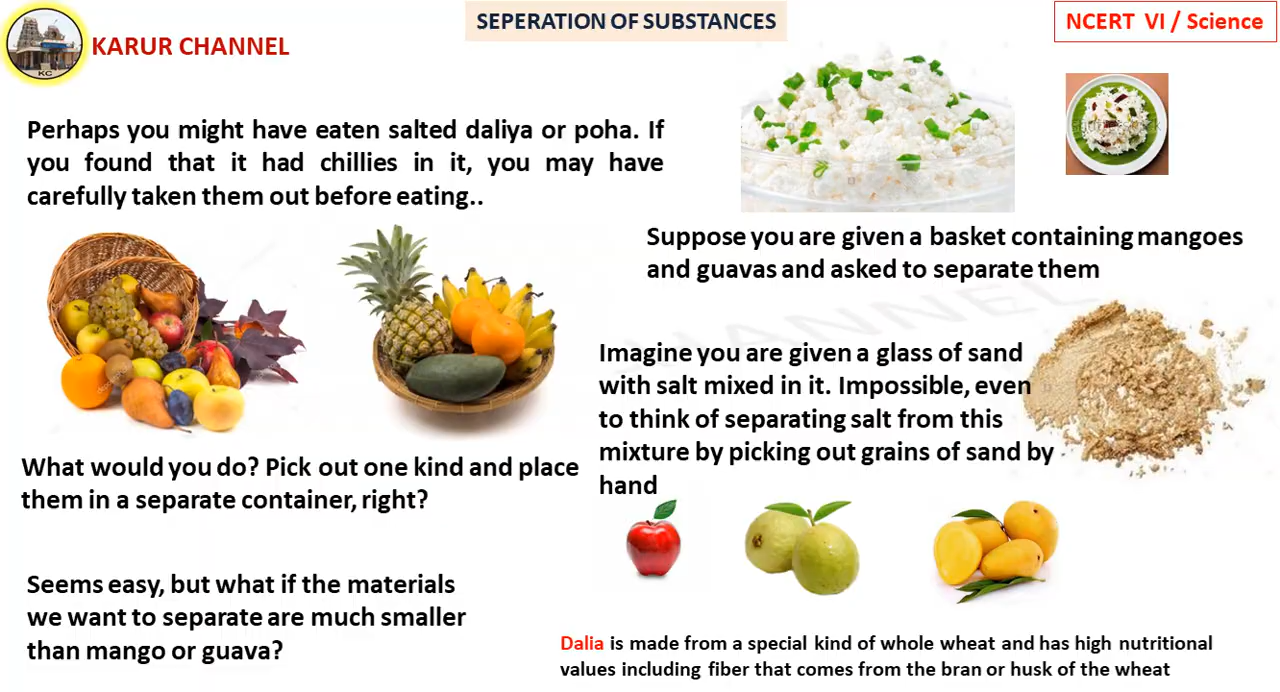 KARUR CHANNEL
KC
SEPERATION OF SUBSTANCES
NCERT VI / Science
Perhaps you might have eaten salted daliya or poha. If
you found that it had chillies in it, you may have
carefully taken them out before eating..
Suppose you are given a basket containing mangoes
and guavas and asked to separate them
Imagine you are given a glass of sand
with salt mixed in it. Impossible, even
to think of separating salt from this
mixture by picking out grains of sand by
hand
What would you do? Pick out one kind and place
them in a separate container, right?
Seems easy, but what if the materials
we want to separate are much smaller
than mango or guava?
Dalia is made from a special kind of whole wheat and has high nutritional
values including fiber that comes from the bran or husk of the wheat